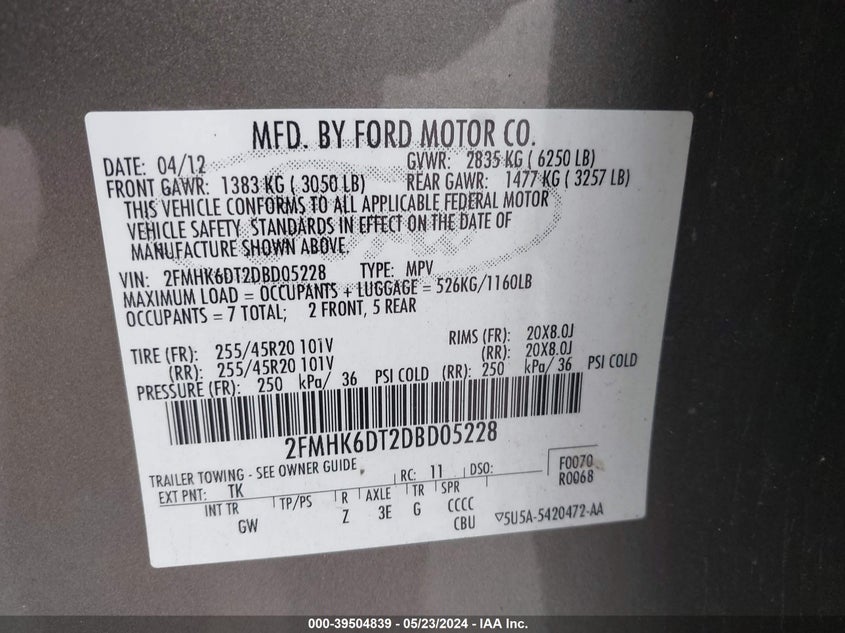 MFD. BY FORD MOTOR CO.
DATE: 04/12 GVWR: 2835 KG ( 6250 LB)
FRONT GAWR: 1383 KG ( 3050 LB) REAR GAWR: 1477 KG ( 3257 LB)
THIS VEHICLE CONFORMS TO ALL APPLICABLE FEDERAL MOTOR
VEHICLE SAFETY STANDARDS IN EFFECT ON THE DATE OF
MANUFACTURE SHOWN ABOVE.
VIN: 2FMHK6DT2DBD05228 TYPE: MPV
MAXIMUM LOAD = OCCUPANTS + LUGGAGE = 526KG/1160LB
OCCUPANTS = 7 TOTAL; 2 FRONT, 5 REAR
TIRE (FR): 255/45R20 101V RIMS (FR): 20X8.0J
(RR): 255/45R20 101V (RR): 20X8.0J
PRESSURE (FR): 250 kPa/ 36 PSI COLD (RR): 250 kPa/ 36 PSI COLD
2FMHK6DT2DBD05228
TRAILER TOWING - SEE OWNER GUIDE RC: 11 DSO: F0070
EXT PNT: TK R0068
INT TR TP/PS R AXLE TR SPR
GW Z 3E G CCCC
CBU ▽5U5A-5420472-AA
000-39504839 / 05/23/2024 - IAA Inc.